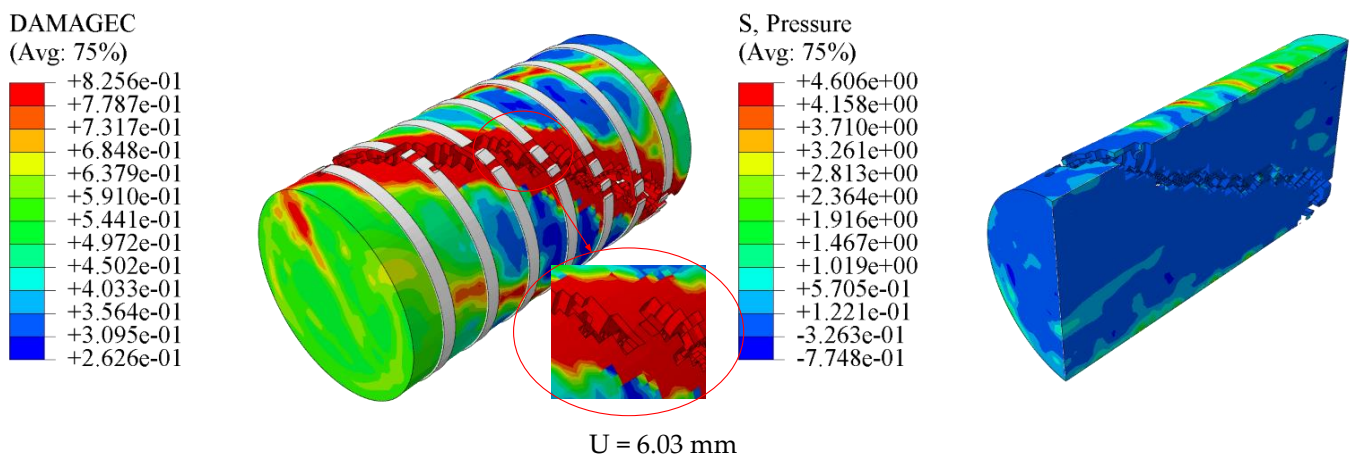 DAMAGEC
(Avg: 75%)
+8.256e-01
+7.787e-01
+7.317e-01
+6.848e-01
+6.379e-01
+5.910e-01
+5.441e-01
+4.972e-01
+4.502e-01
+4.033e-01
+3.564e-01
+3.095e-01
+2.626e-01
S, Pressure
(Avg: 75%)
+4.606e+00
+4.158e+00
+3.710e+00
+3.261e+00
+2.813e+00
+2.364e+00
+1.916e+00
+1.467e+00
+1.019e+00
+5.705e-01
+1.221e-01
-3.263e-01
-7.748e-01
U = 6.03 mm